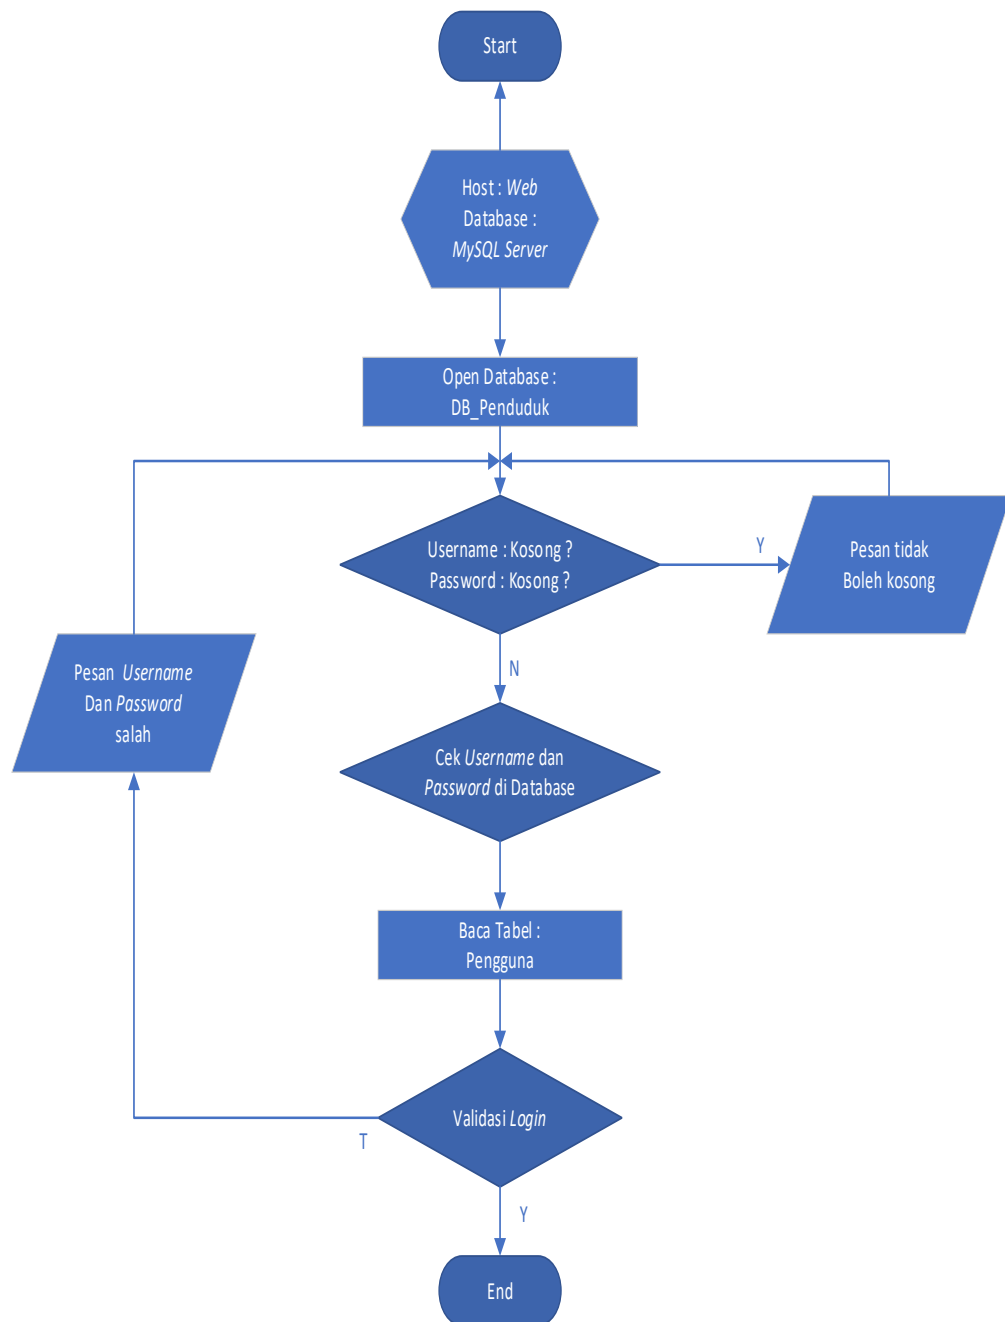 Start
Host : Web
Database :
MySQL Server
Open Database :
DB_Penduduk
Username : Kosong ?
Password : Kosong ?
Y
Pesan tidak
Boleh kosong
N
Pesan Username
Dan Password
salah
Cek Username dan
Password di Database
Baca Tabel :
Pengguna
Validasi Login
T
Y
End